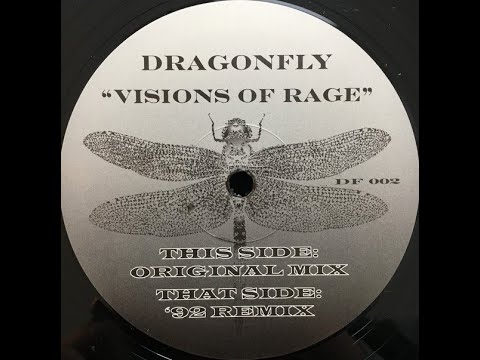 DRAGONFLY
“VISIONS OF RAGE”
DF 002
THIS SIDE:
ORIGINAL MIX
THAT SIDE:
‘92 REMIX